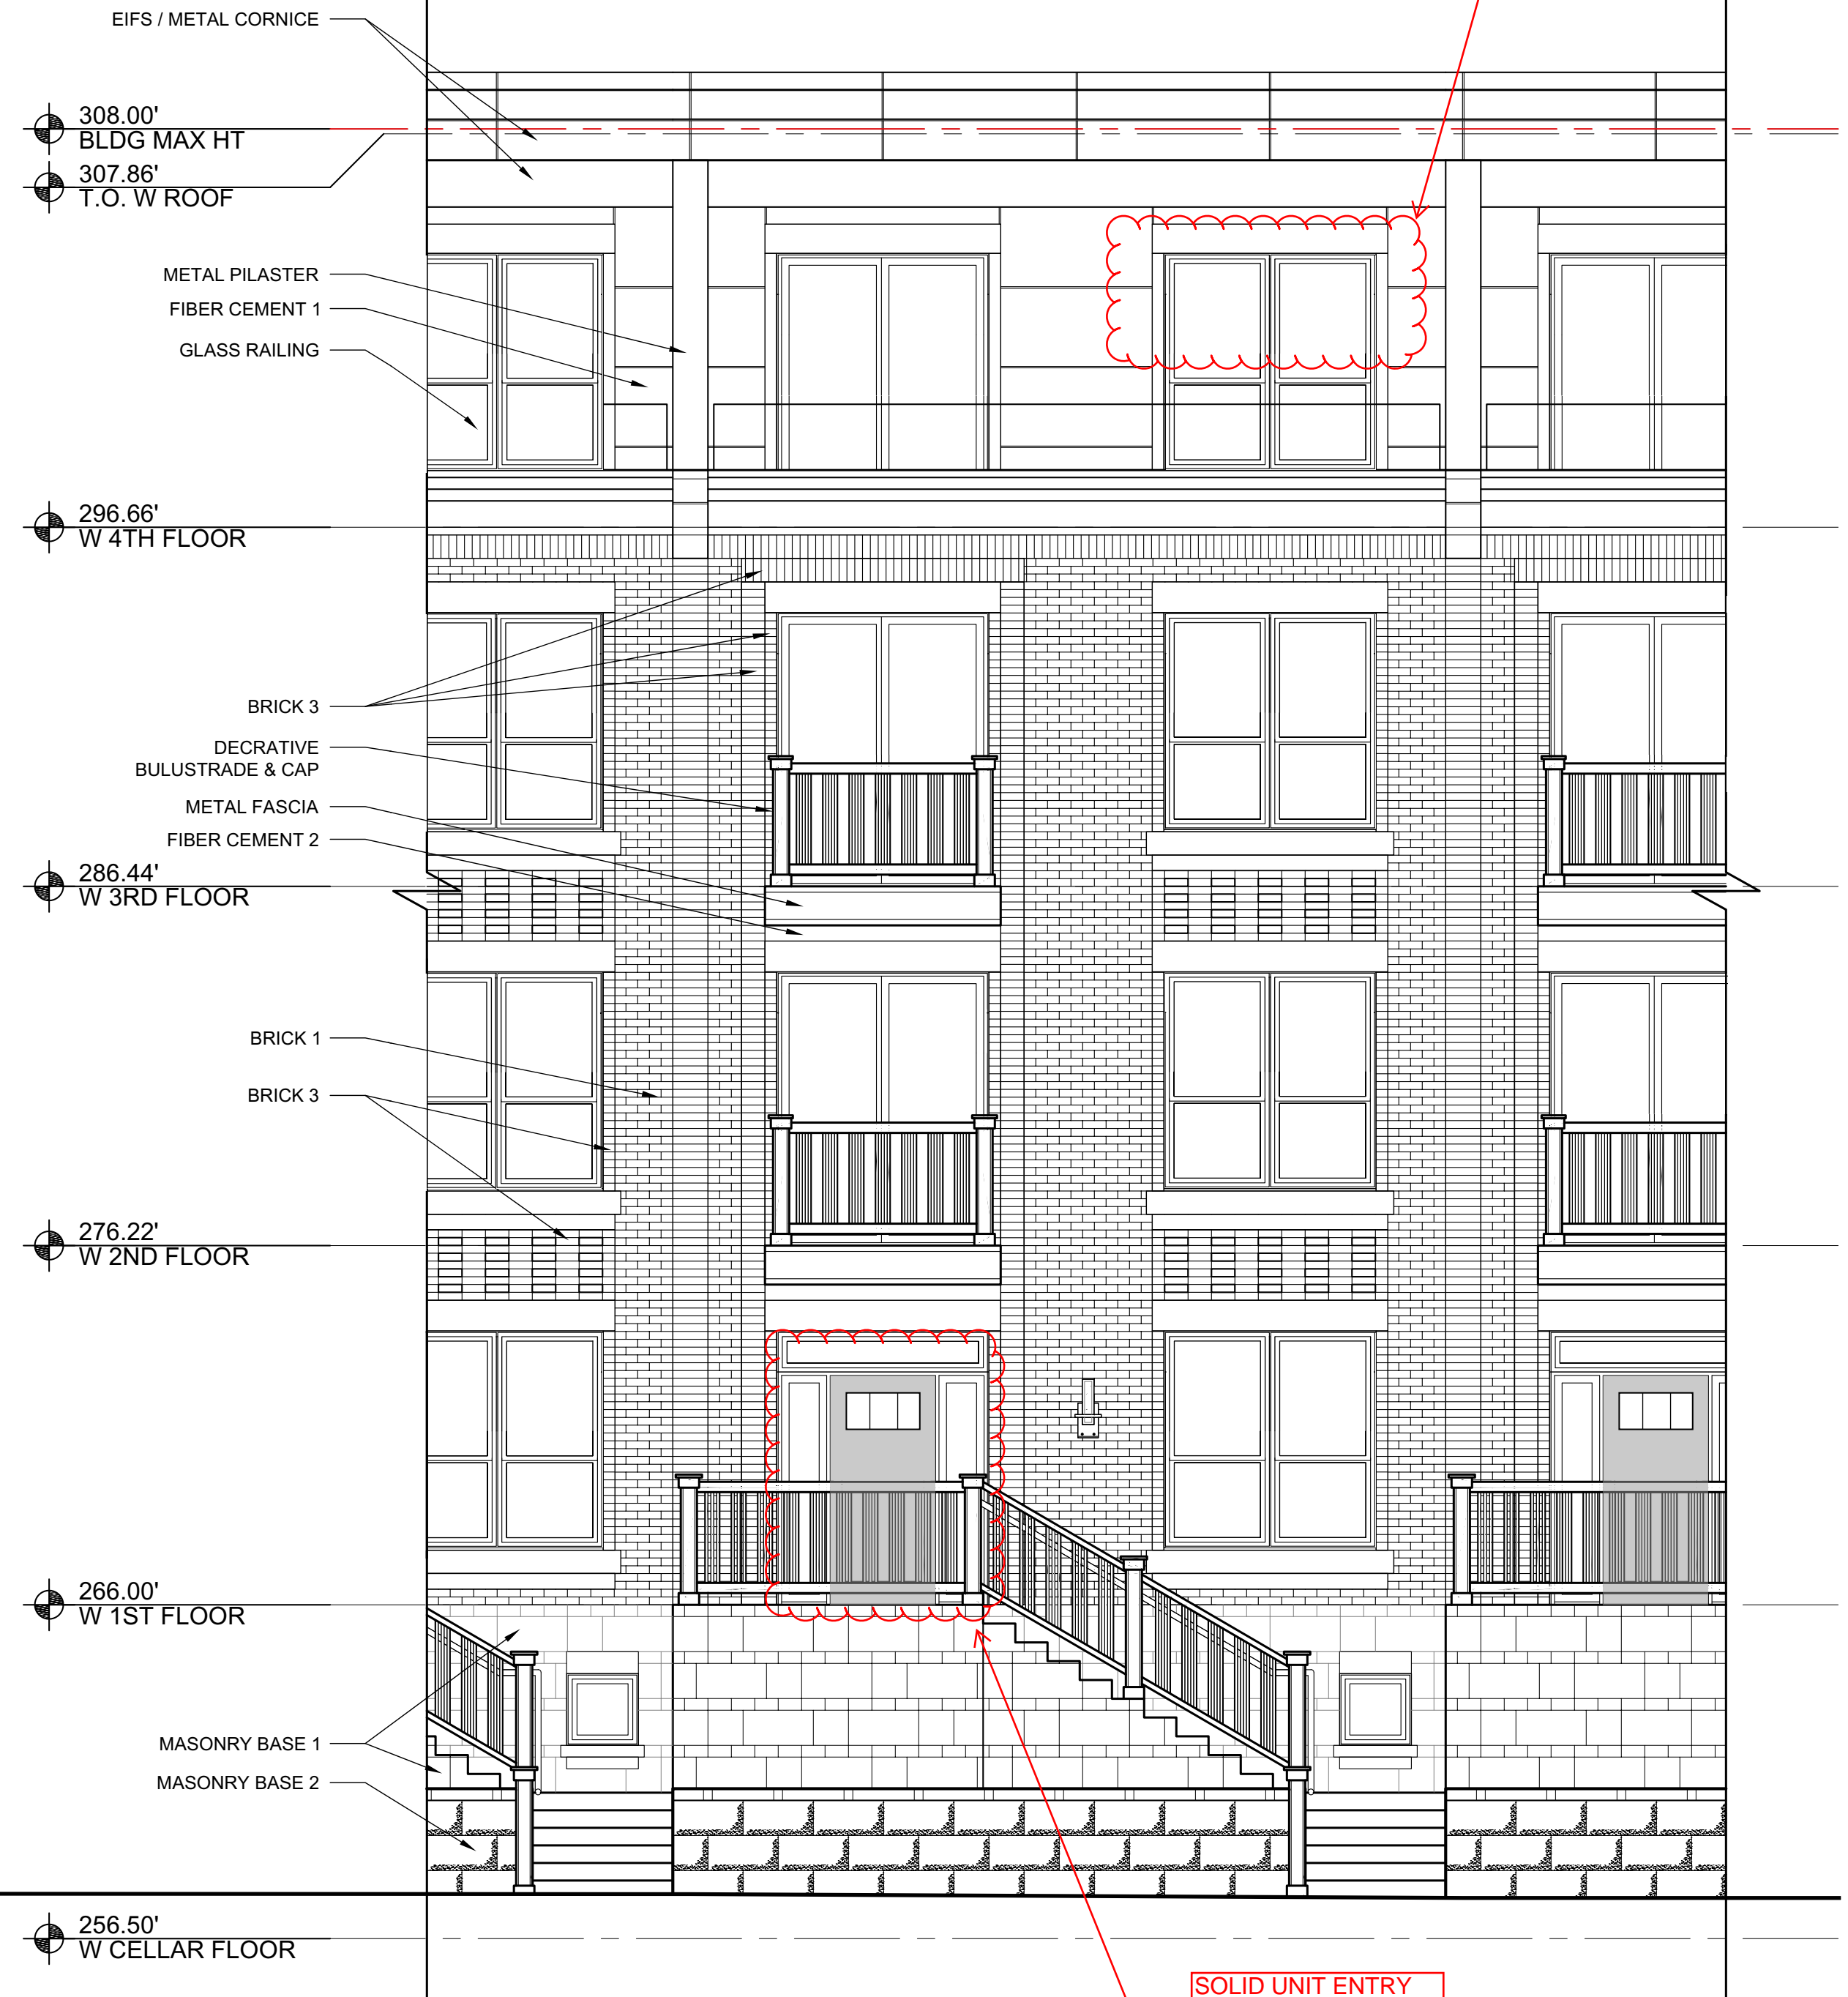 EIFS / METAL CORNICE
308.00'
BLDG MAX HT
307.86'
T.O. W ROOF
METAL PILASTER
FIBER CEMENT 1
GLASS RAILING
296.66'
W 4TH FLOOR
BRICK 3
DECRATIVE
BULUSTRADE & CAP
METAL FASCIA
FIBER CEMENT 2
286.44'
W 3RD FLOOR
BRICK 1
BRICK 3
276.22'
W 2ND FLOOR
266.00'
W 1ST FLOOR
MASONRY BASE 1
MASONRY BASE 2
256.50'
W CELLAR FLOOR
SOLID UNIT ENTRY